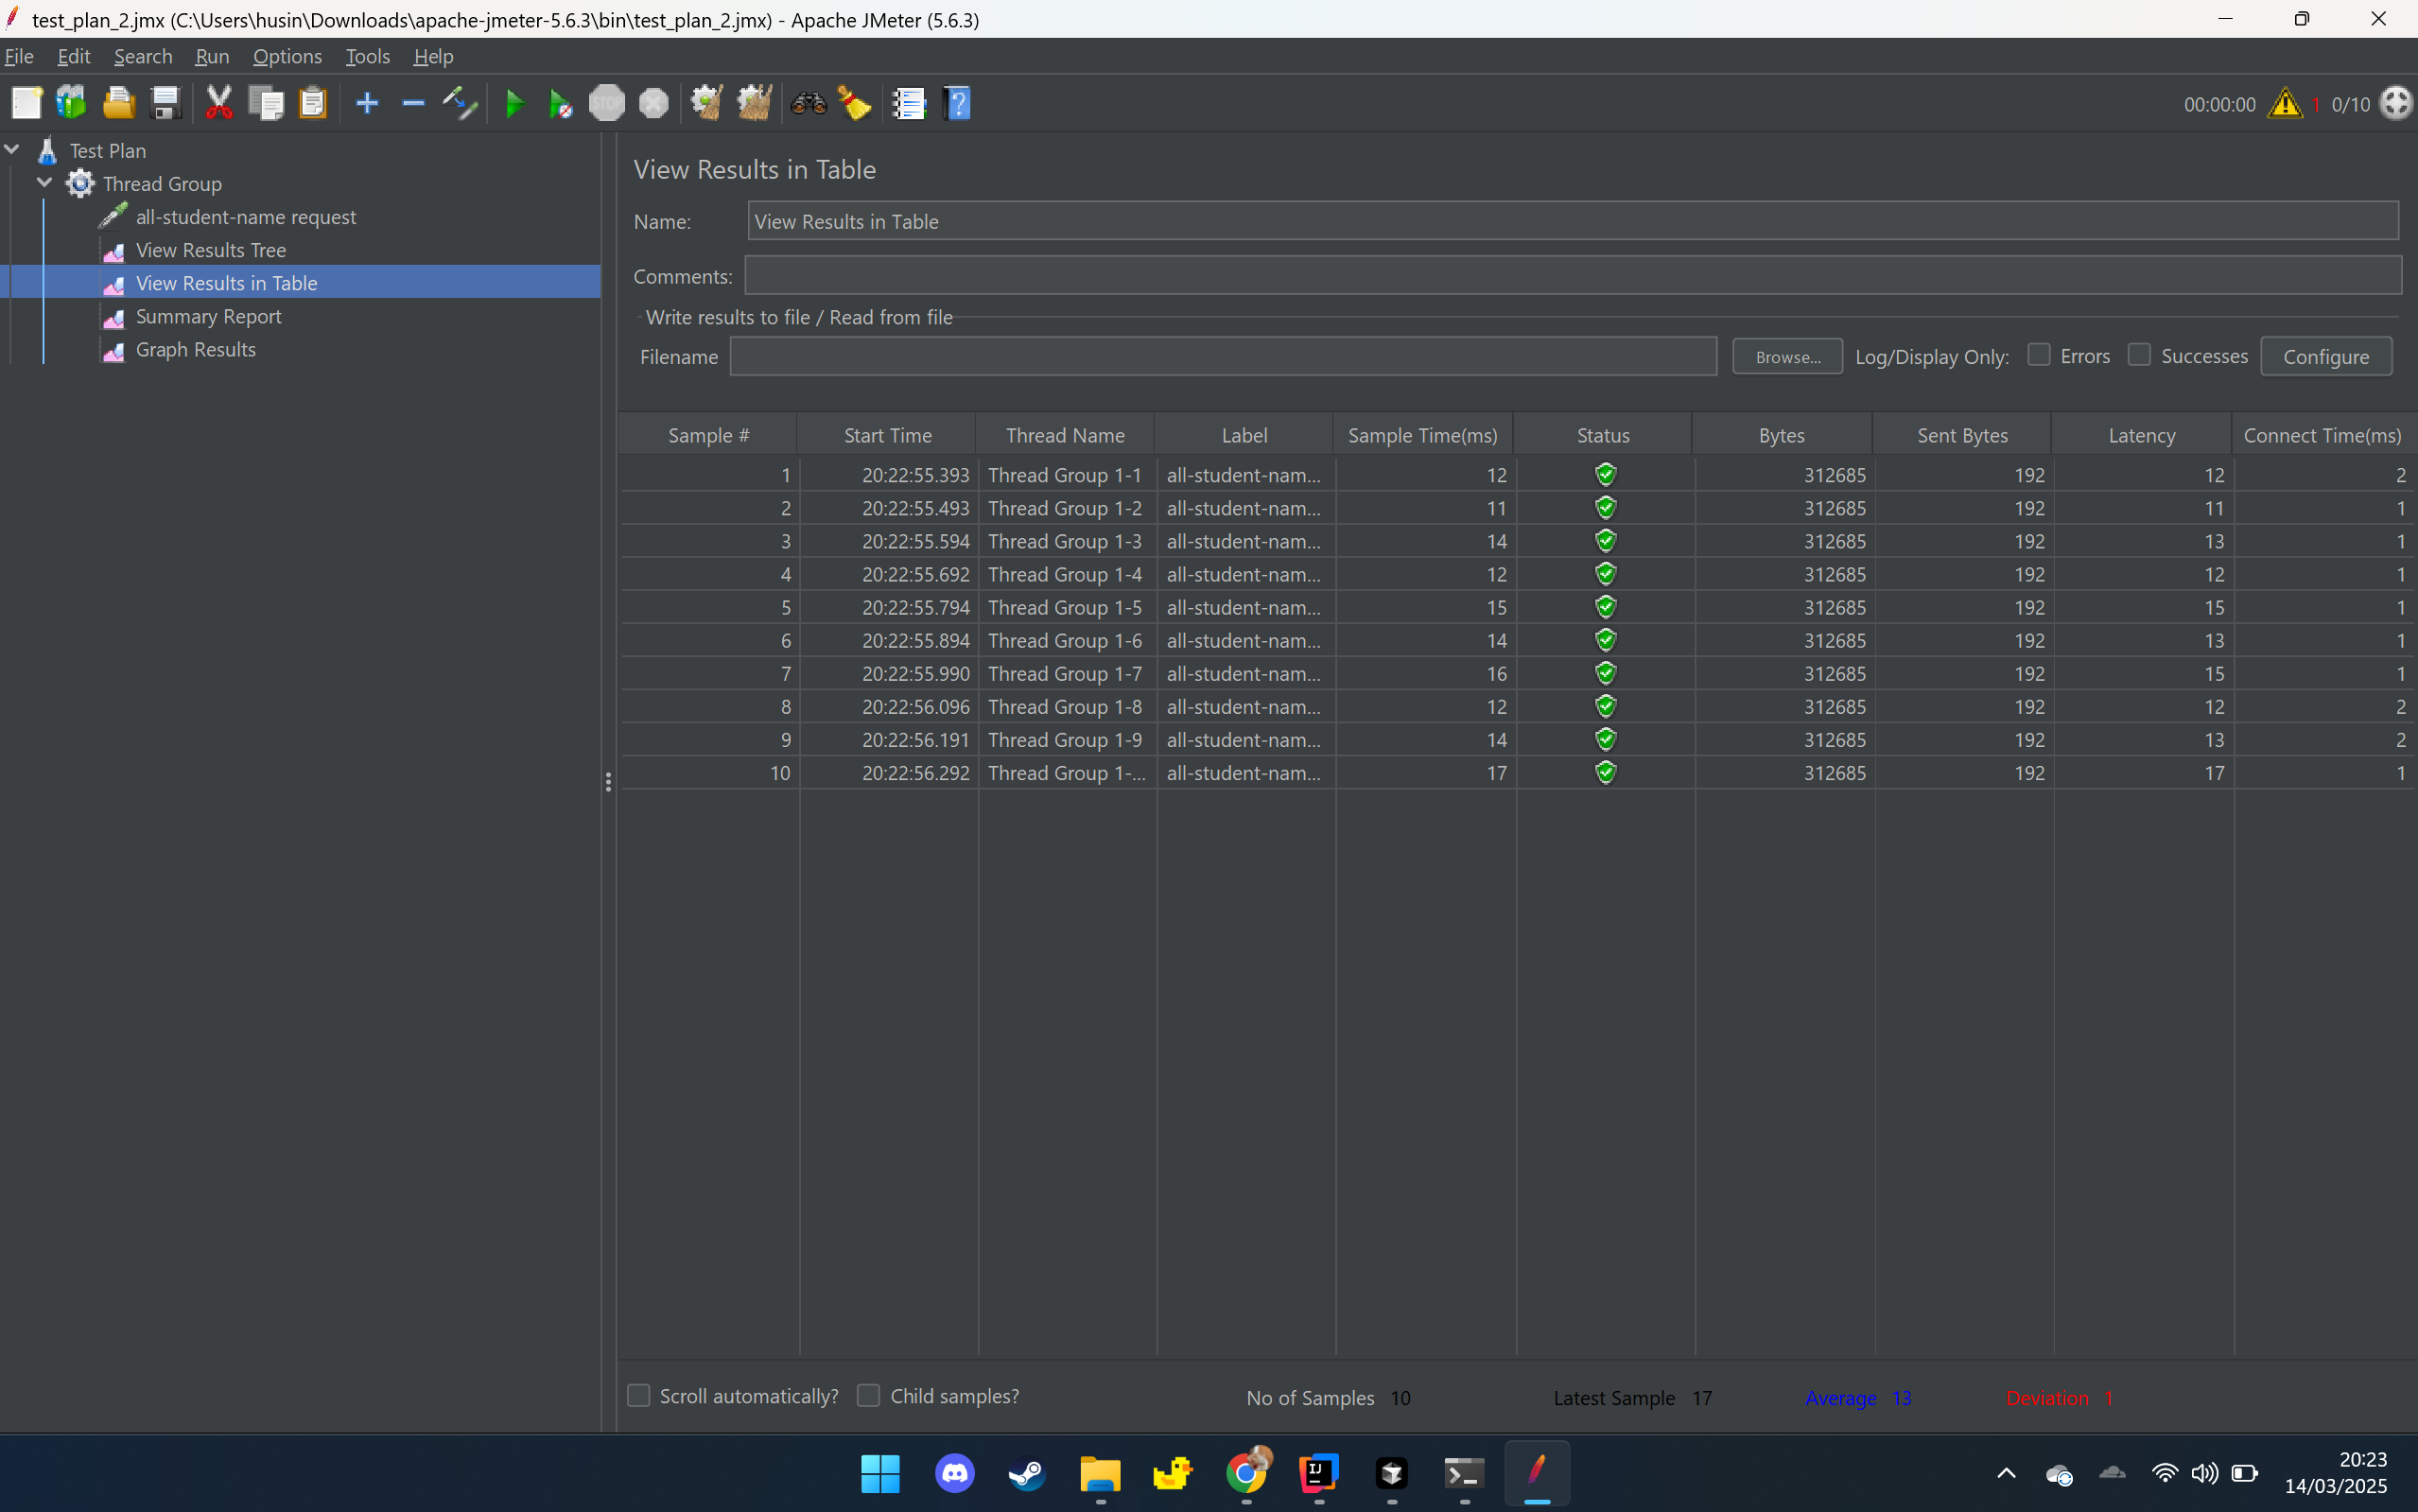 test_plan_2.jmx (C:\Users\husin\Downloads\apache-jmeter-5.6.3\bin\test_plan_2.jmx) - Apache JMeter (5.6.3)
File Edit Search Run Options Tools Help
STOP
00:00:00 1 0/10
Test Plan
Thread Group
all-student-name request
View Results Tree
View Results in Table
Summary Report
Graph Results
View Results in Table
Name: View Results in Table
Comments:
Write results to file / Read from file
Filename Browse... Log/Display Only: Errors Successes Configure
Sample # Start Time Thread Name Label Sample Time(ms) Status Bytes Sent Bytes Latency Connect Time(ms)
1 20:22:55.393 Thread Group 1-1 all-student-nam... 12 312685 192 12 2
2 20:22:55.493 Thread Group 1-2 all-student-nam... 11 312685 192 11 1
3 20:22:55.594 Thread Group 1-3 all-student-nam... 14 312685 192 13 1
4 20:22:55.692 Thread Group 1-4 all-student-nam... 12 312685 192 12 1
5 20:22:55.794 Thread Group 1-5 all-student-nam... 15 312685 192 15 1
6 20:22:55.894 Thread Group 1-6 all-student-nam... 14 312685 192 13 1
7 20:22:55.990 Thread Group 1-7 all-student-nam... 16 312685 192 15 1
8 20:22:56.096 Thread Group 1-8 all-student-nam... 12 312685 192 12 2
9 20:22:56.191 Thread Group 1-9 all-student-nam... 14 312685 192 13 2
10 20:22:56.292 Thread Group 1-... all-student-nam... 17 312685 192 17 1
Scroll automatically? Child samples? No of Samples 10 Latest Sample 17 Average 13 Deviation 1
IJ
20:23
14/03/2025